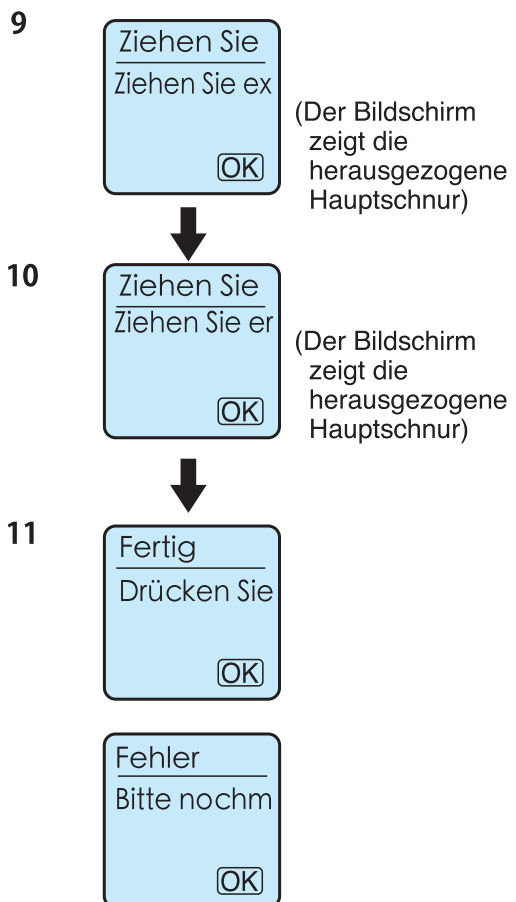 9
Ziehen Sie
Ziehen Sie ex
OK
(Der Bildschirm
zeigt die
herausgezogene
Hauptschnur)
10
Ziehen Sie
Ziehen Sie er
OK
(Der Bildschirm
zeigt die
herausgezogene
Hauptschnur)
11
Fertig
Drücken Sie
OK
Fehler
Bitte nochm
OK